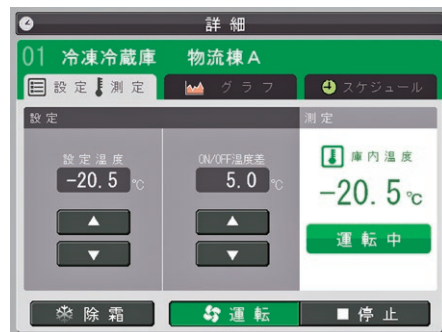 詳細
01 冷凍冷蔵庫 物流棟A
設定 測定 グラフ スケジュール
設定 測定
設定温度 ON/OFF温度差 庫内温度
-20.5℃ 5.0℃ -20.5℃
運転中
除霜 運転 停止